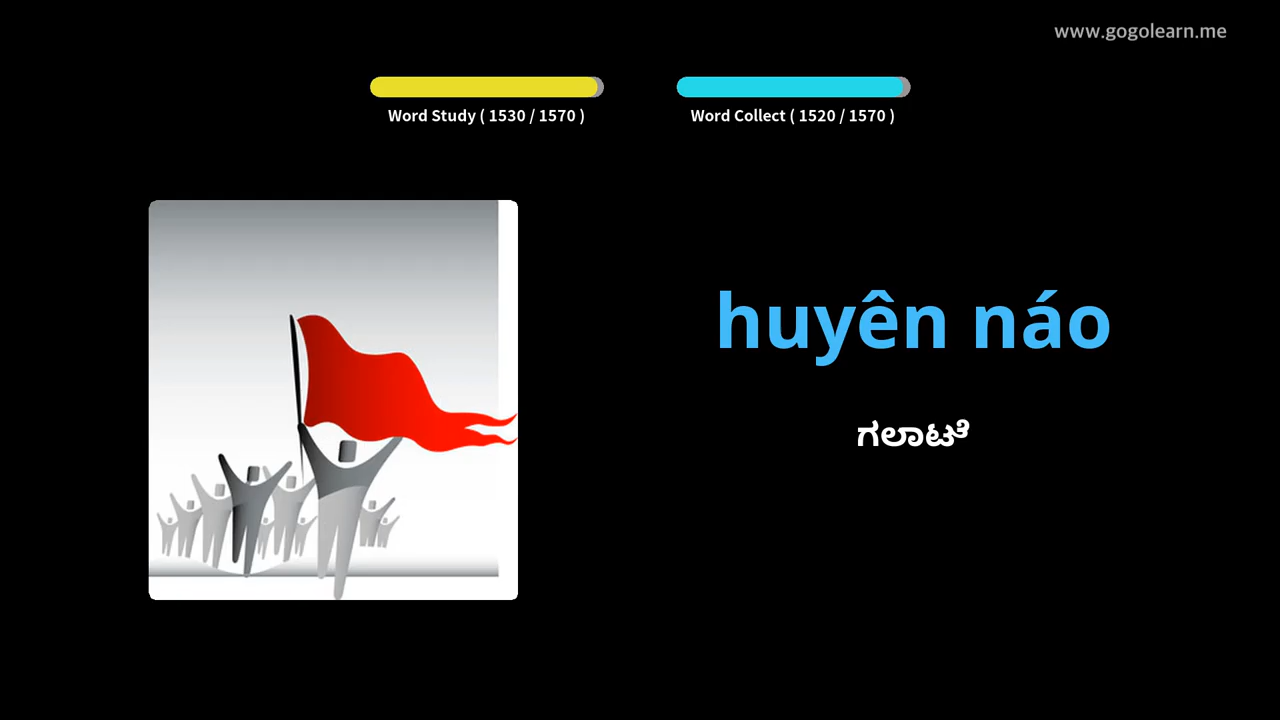 www.gogolearn.me
Word Study ( 1530 / 1570 )
Word Collect ( 1520 / 1570 )
huyên náo
ಗಲಾಟೆ